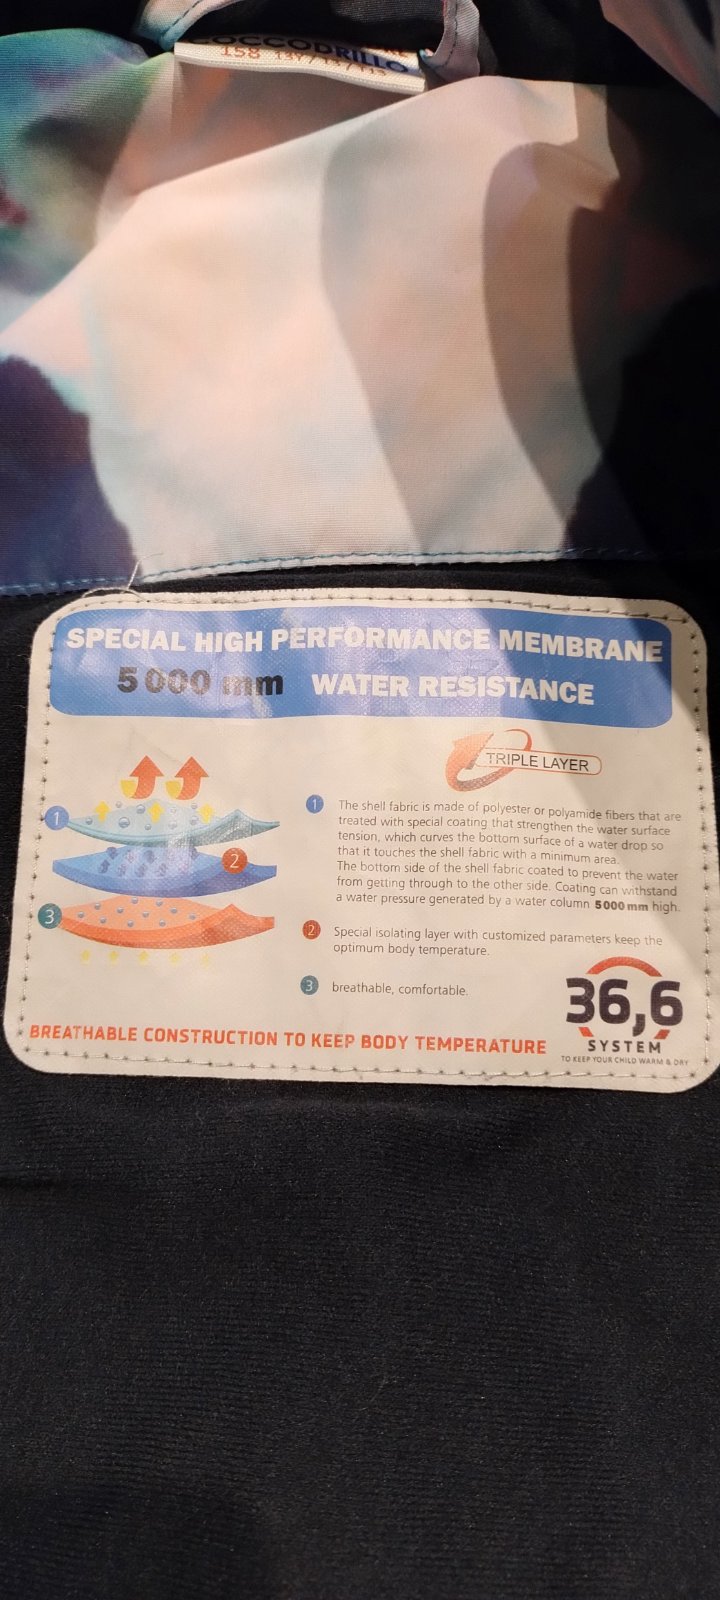 OCCODRILLO
158
SPECIAL HIGH PERFORMANCE MEMBRANE
5000 mm WATER RESISTANCE
TRIPLE LAYER
1
2
3
1 The shell fabric is made of polyester or polyamide fibers that are
treated with special coating that strengthen the water surface
tension, which curves the bottom surface of a water drop so
that it touches the shell fabric with a minimum area.
The bottom side of the shell fabric coated to prevent the water
from getting through to the other side. Coating can withstand
a water pressure generated by a water column 5000 mm high.
2 Special isolating layer with customized parameters keep the
optimum body temperature.
3 breathable, comfortable.
36,6
SYSTEM
TO KEEP YOUR CHILD WARM & DRY
BREATHABLE CONSTRUCTION TO KEEP BODY TEMPERATURE